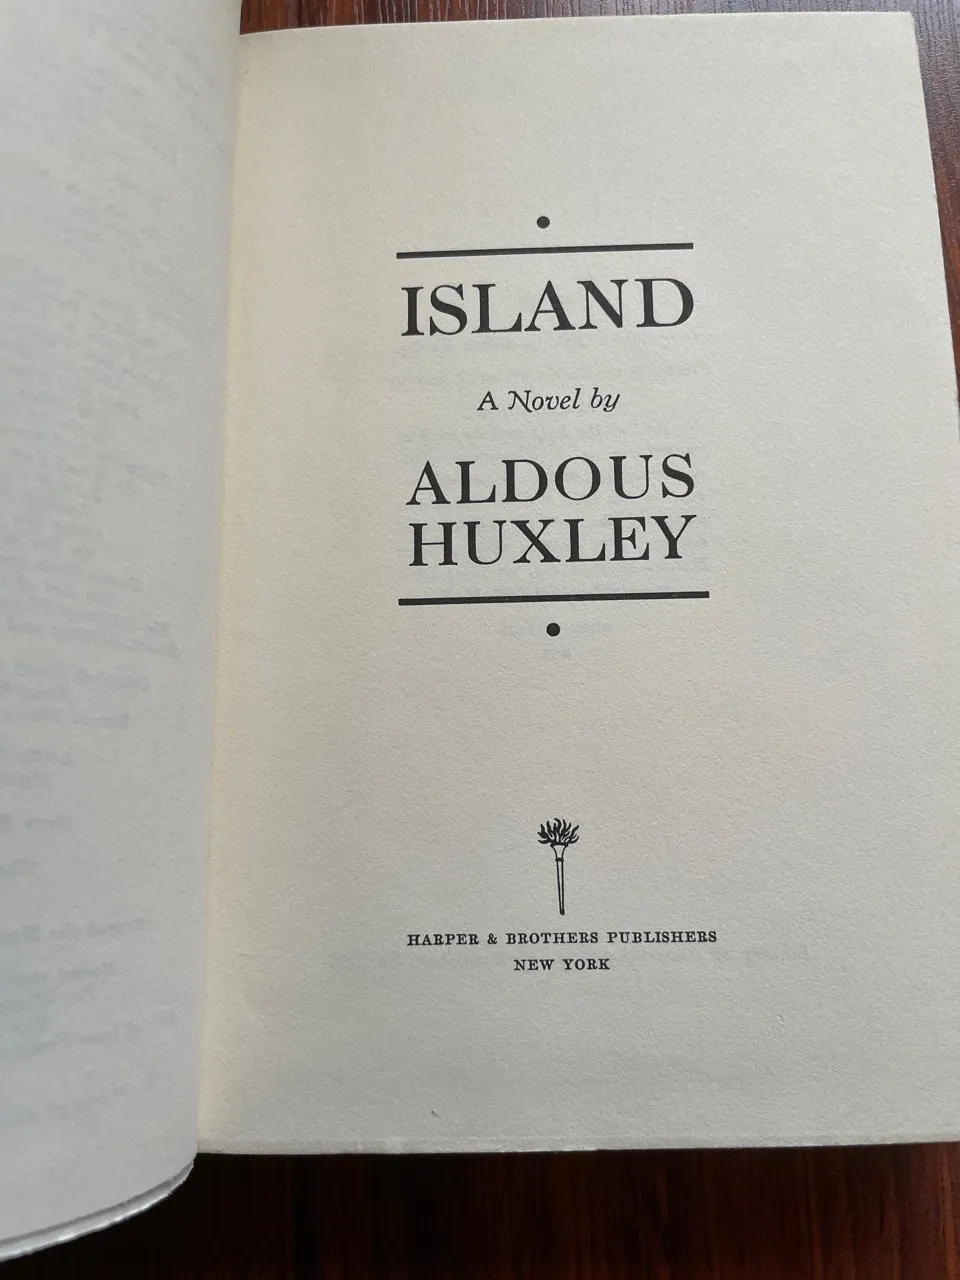 ISLAND
A Novel by
ALDOUS
HUXLEY
HARPER & BROTHERS PUBLISHERS
NEW YORK